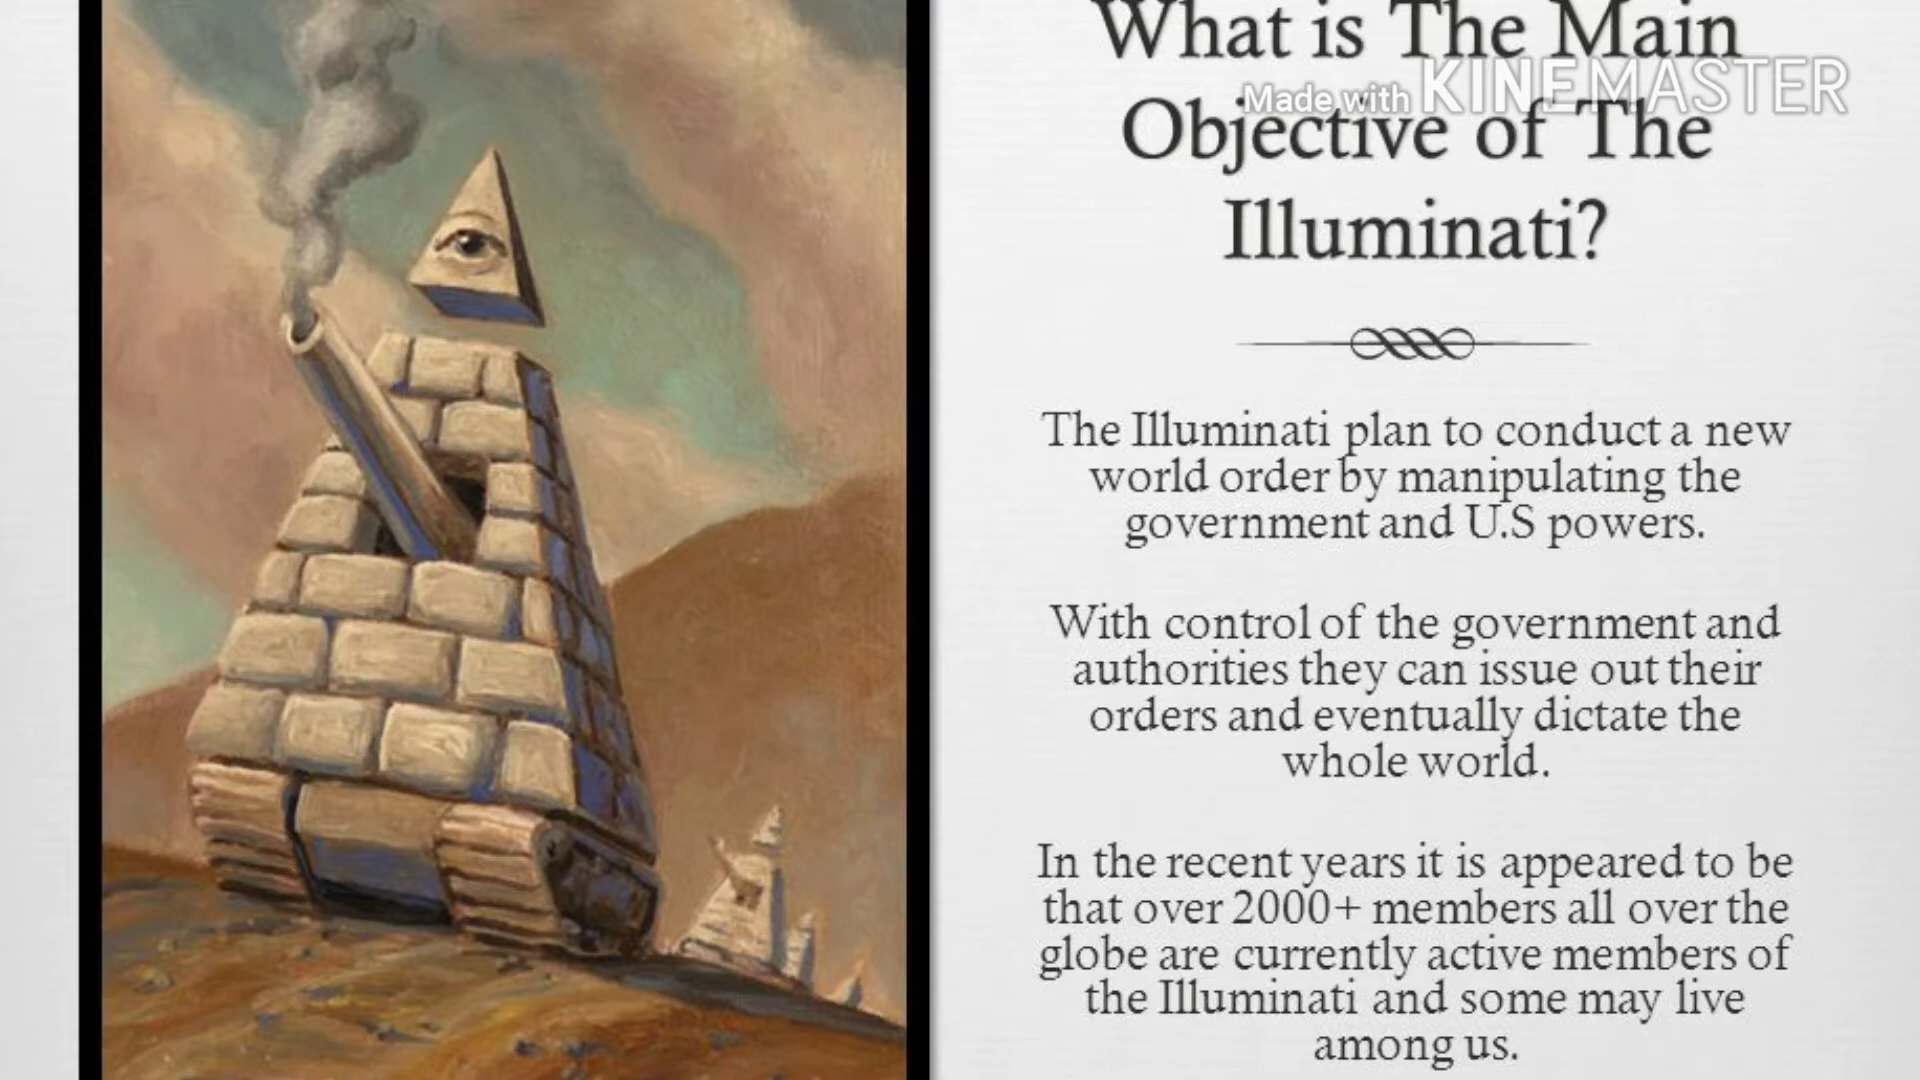 What is The Main
Made with KINEMASTER
Objective of The
Illuminati?
The Illuminati plan to conduct a new
world order by manipulating the
government and U.S powers.
With control of the government and
authorities they can issue out their
orders and eventually dictate the
whole world.
In the recent years it is appeared to be
that over 2000+ members all over the
globe are currently active members of
the Illuminati and some may live
among us.